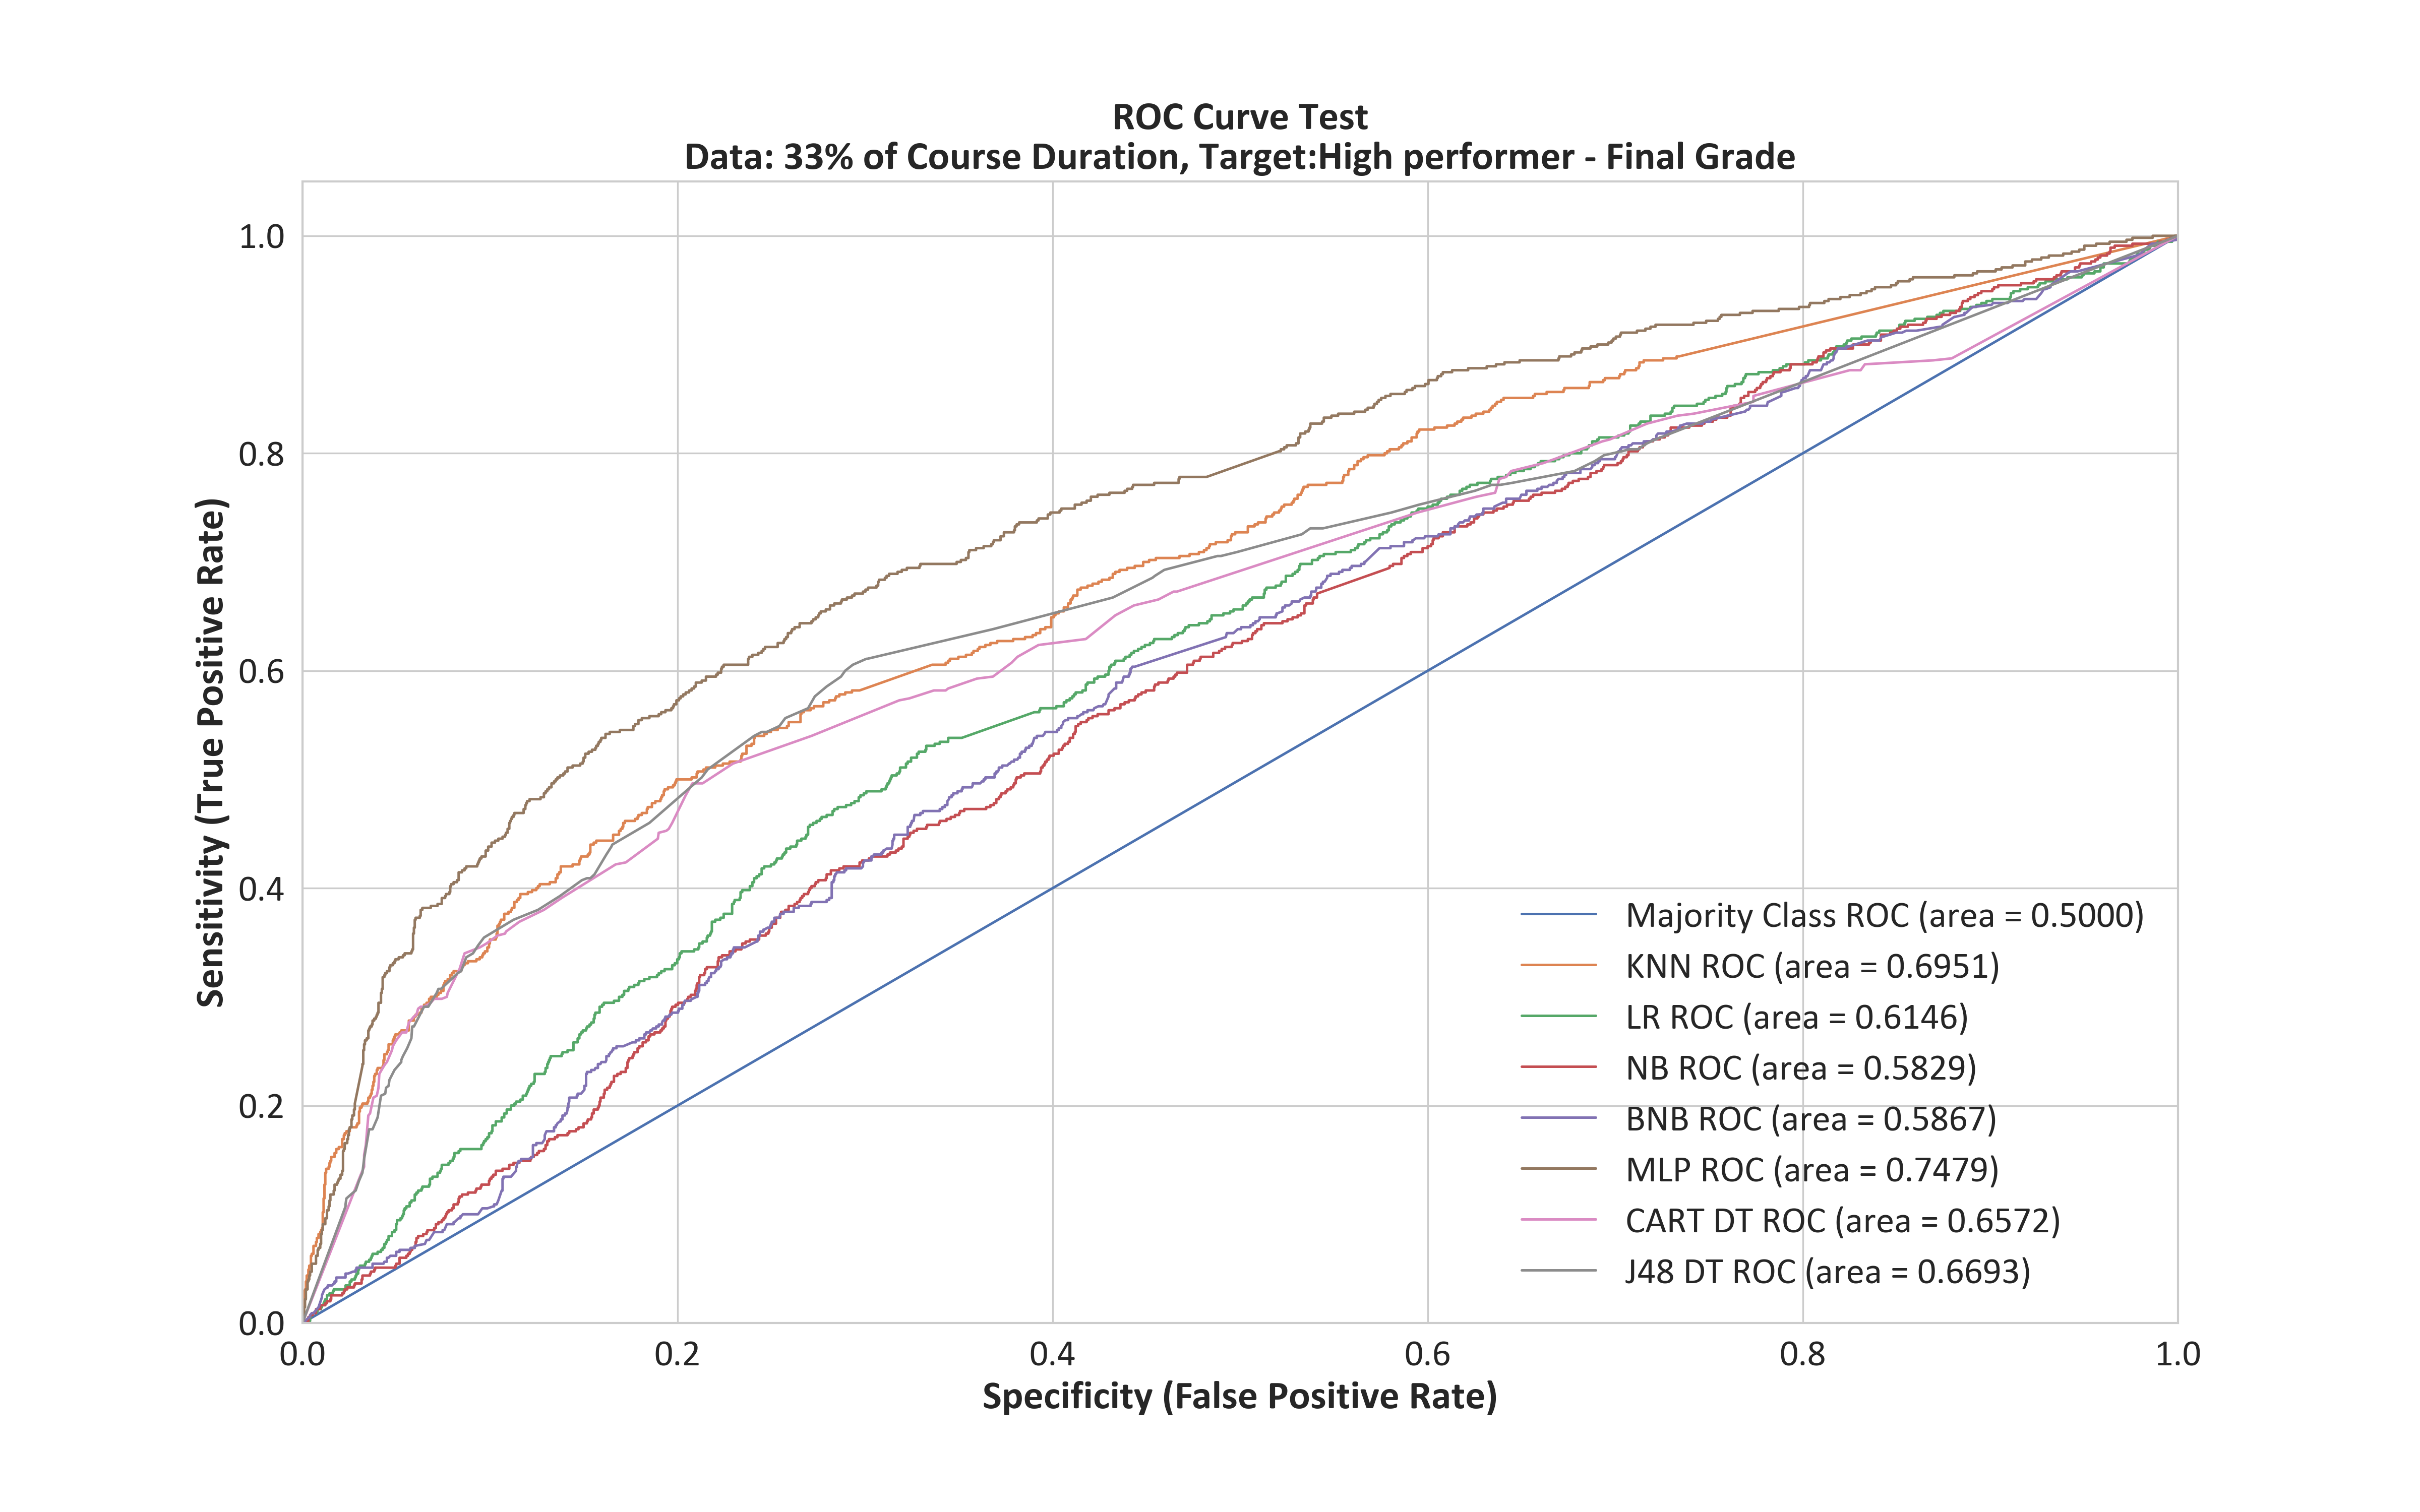 ROC Curve Test
Data: 33% of Course Duration, Target:High performer - Final Grade
Sensitivity (True Positive Rate)
1.0
0.8
0.6
0.4
0.2
0.0
Majority Class ROC (area = 0.5000)
KNN ROC (area = 0.6951)
LR ROC (area = 0.6146)
NB ROC (area = 0.5829)
BNB ROC (area = 0.5867)
MLP ROC (area = 0.7479)
CART DT ROC (area = 0.6572)
J48 DT ROC (area = 0.6693)
0.0 0.2 0.4 0.6 0.8 1.0
Specificity (False Positive Rate)